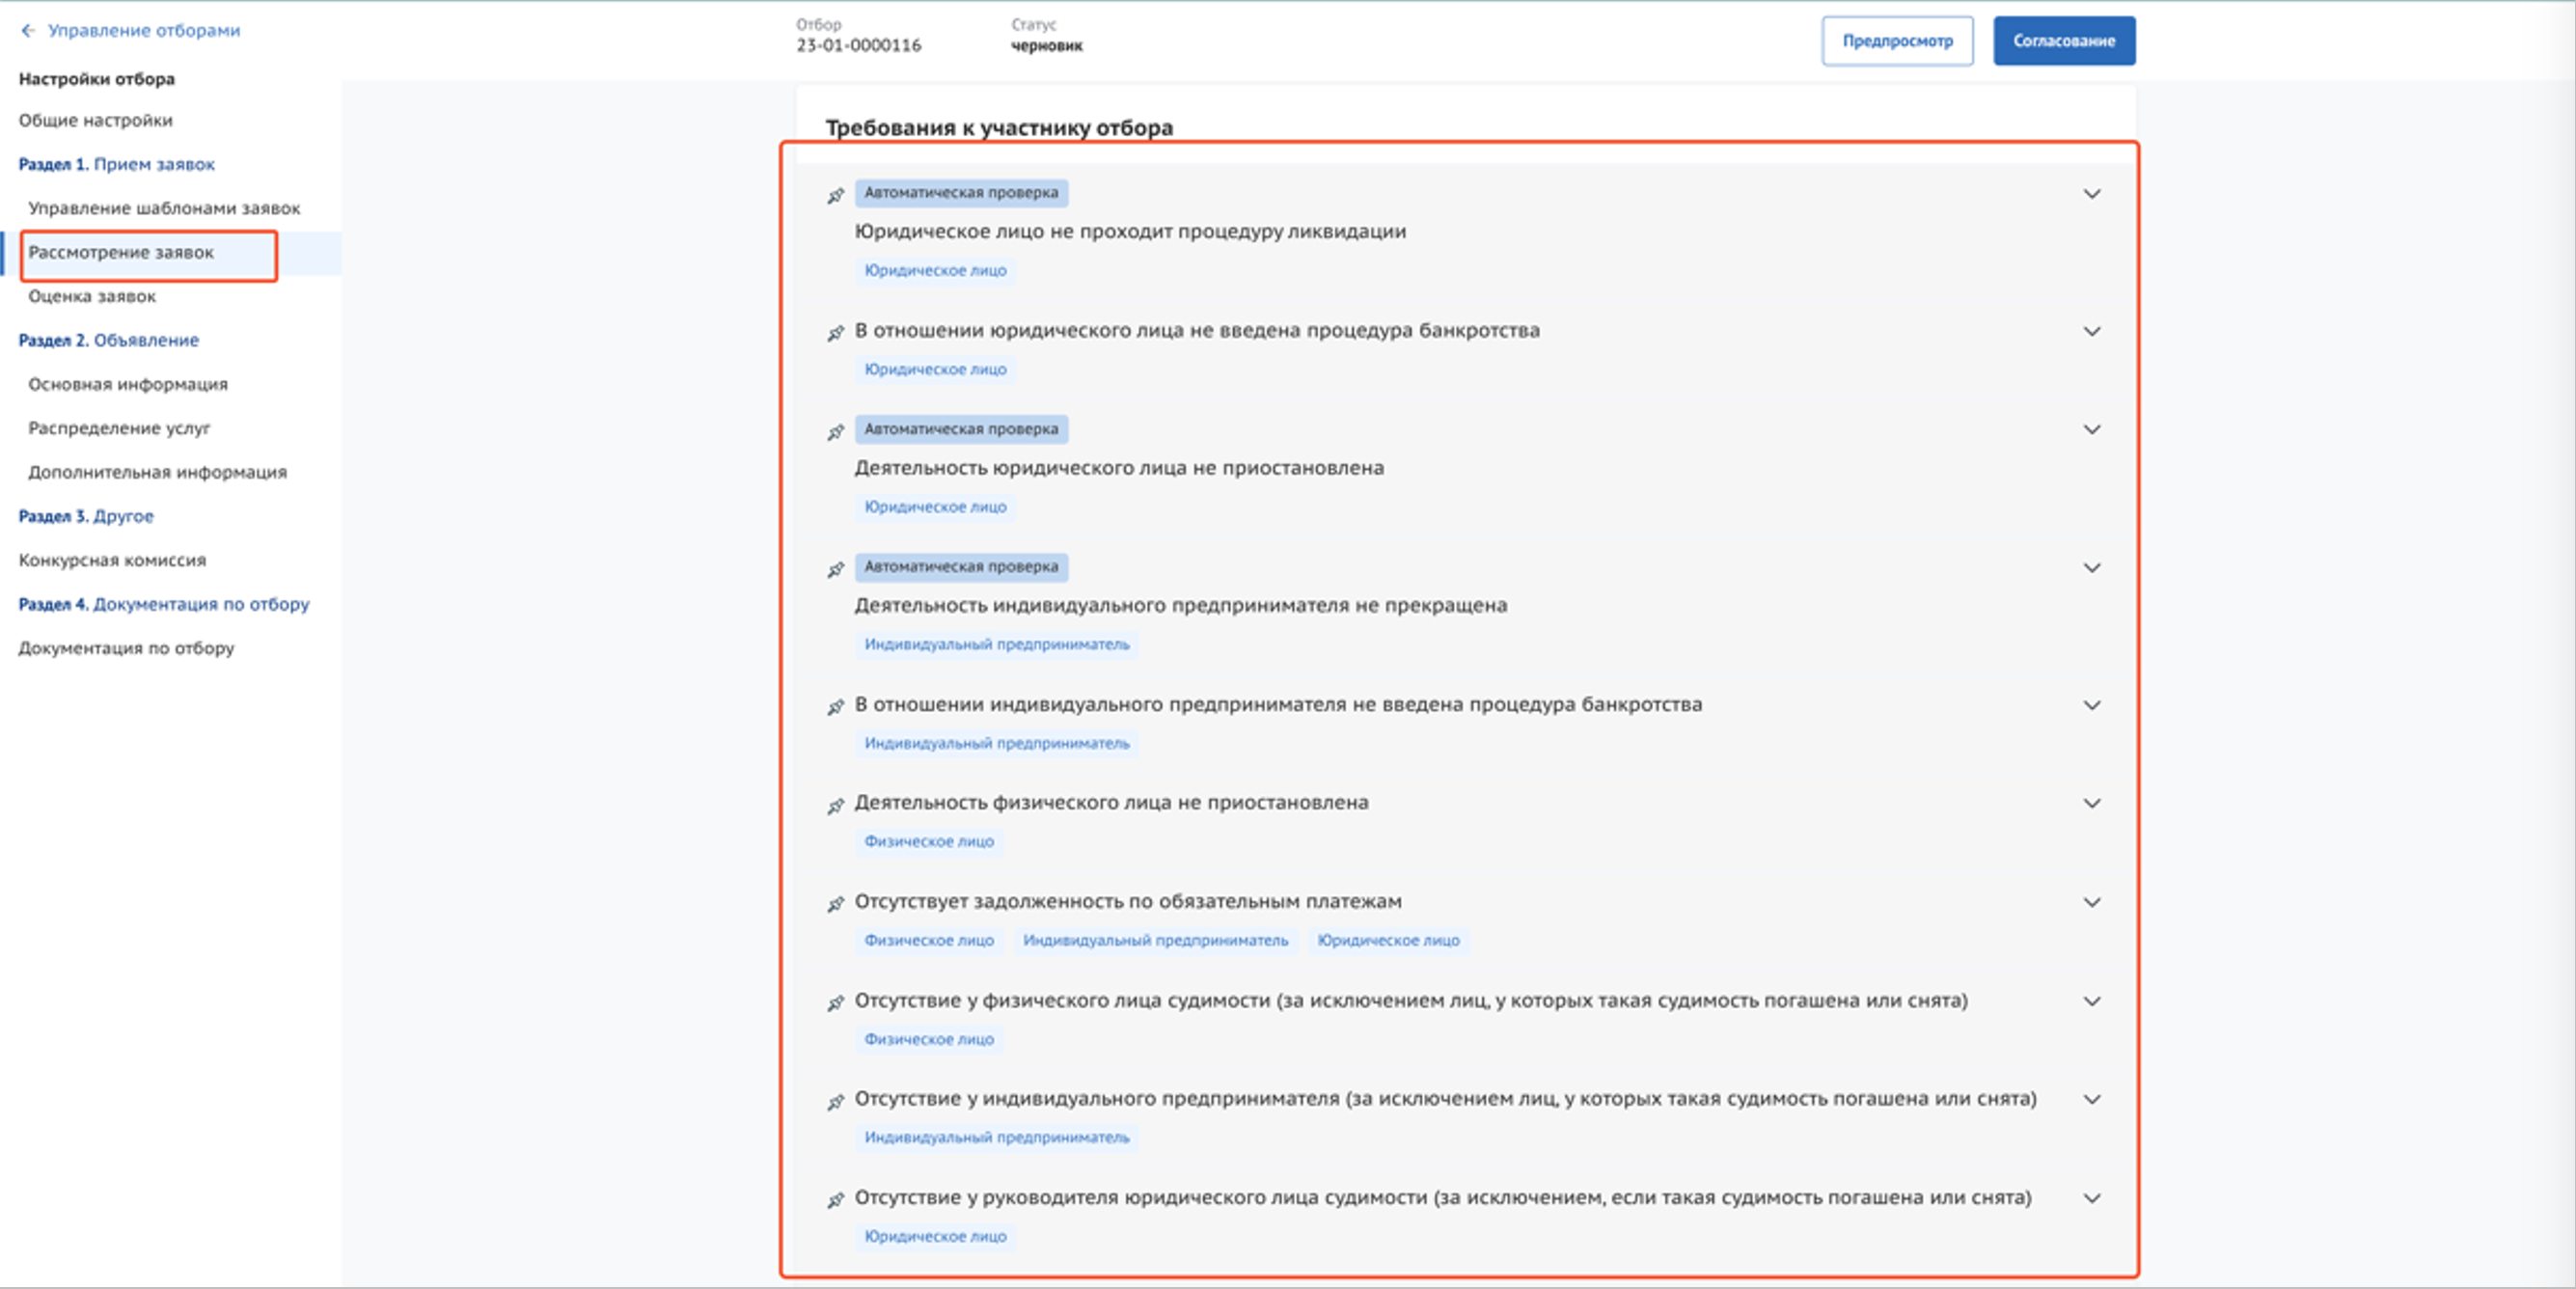 Управление отборами
Настройки отбора
Общие настройки
Раздел 1. Прием заявок
Управление шаблонами заявок
Рассмотрение заявок
Оценка заявок
Раздел 2. Объявление
Основная информация
Распределение услуг
Дополнительная информация
Раздел 3. Другое
Конкурсная комиссия
Раздел 4. Документация по отбору
Документация по отбору
Отбор
23-01-0000116
Статус
черновик
Предпросмотр
Согласование
Требования к участнику отбора
Автоматическая проверка
Юридическое лицо не проходит процедуру ликвидации
Юридическое лицо
В отношении юридического лица не введена процедура банкротства
Юридическое лицо
Автоматическая проверка
Деятельность юридического лица не приостановлена
Юридическое лицо
Автоматическая проверка
Деятельность индивидуального предпринимателя не прекращена
Индивидуальный предприниматель
В отношении индивидуального предпринимателя не введена процедура банкротства
Индивидуальный предприниматель
Деятельность физического лица не приостановлена
Физическое лицо
Отсутствует задолженность по обязательным платежам
Физическое лицо Индивидуальный предприниматель Юридическое лицо
Отсутствие у физического лица судимости (за исключением лиц, у которых такая судимость погашена или снята)
Физическое лицо
Отсутствие у индивидуального предпринимателя (за исключением лиц, у которых такая судимость погашена или снята)
Индивидуальный предприниматель
Отсутствие у руководителя юридического лица судимости (за исключением, если такая судимость погашена или снята)
Юридическое лицо